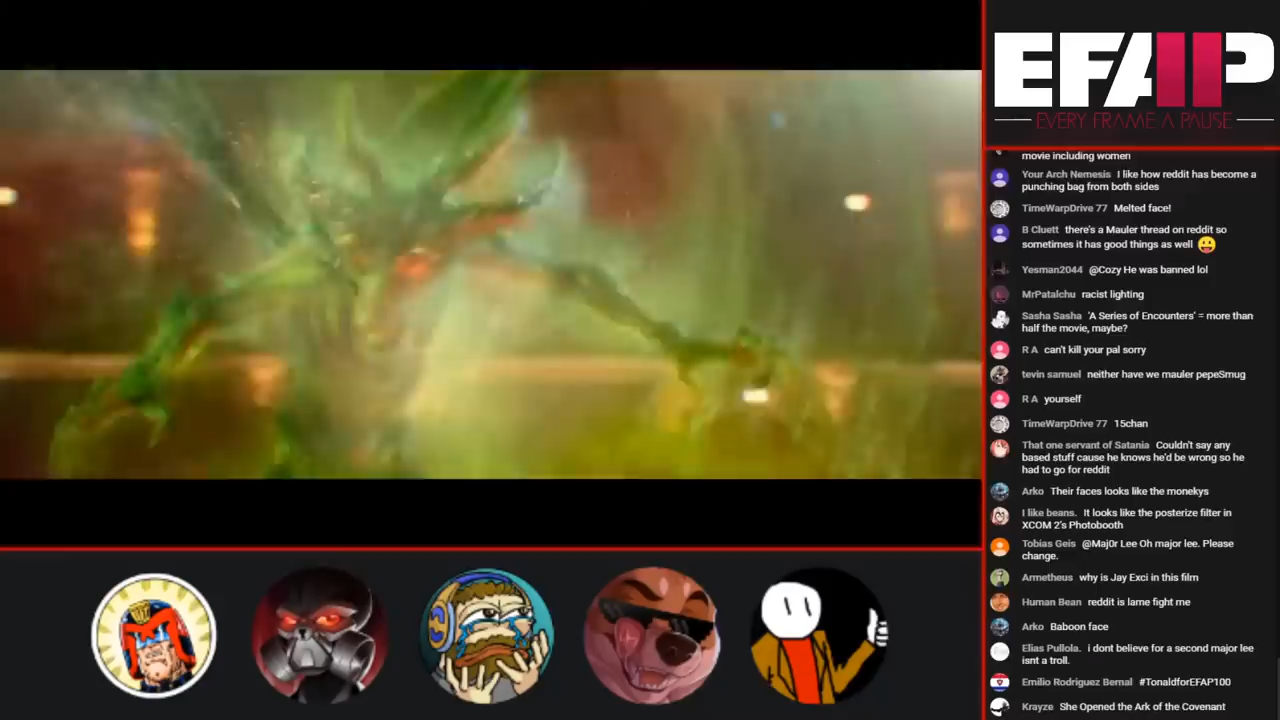 EFAP
EVERY FRAME A PAUSE
movie including women
Your Arch Nemesis I like how reddit has become a
punching bag from both sides
TimeWarpDrive 77 Melted face!
B Cluett there's a Mauler thread on reddit so
sometimes it has good things as well 😛
Yesman2044 @Cozy He was banned lol
MrPatalchu racist lighting
Sasha Sasha 'A Series of Encounters' = more than
half the movie, maybe?
R A can't kill your pal sorry
tevin samuel neither have we mauler pepeSmug
R A yourself
TimeWarpDrive 77 15chan
That one servant of Satania Couldn't say any
based stuff cause he knows he'd be wrong so he
had to go for reddit
Arko Their faces looks like the monekys
I like beans. It looks like the posterize filter in
XCOM 2's Photobooth
Tobias Geis @Maj0r Lee Oh major lee. Please
change.
Armetheus why is Jay Exci in this film
Human Bean reddit is lame fight me
Arko Baboon face
Elias Pullola. i dont believe for a second major lee
isnt a troll.
Emilio Rodriguez Bernal #TonaldforEFAP100
Krayze She Opened the Ark of the Covenant